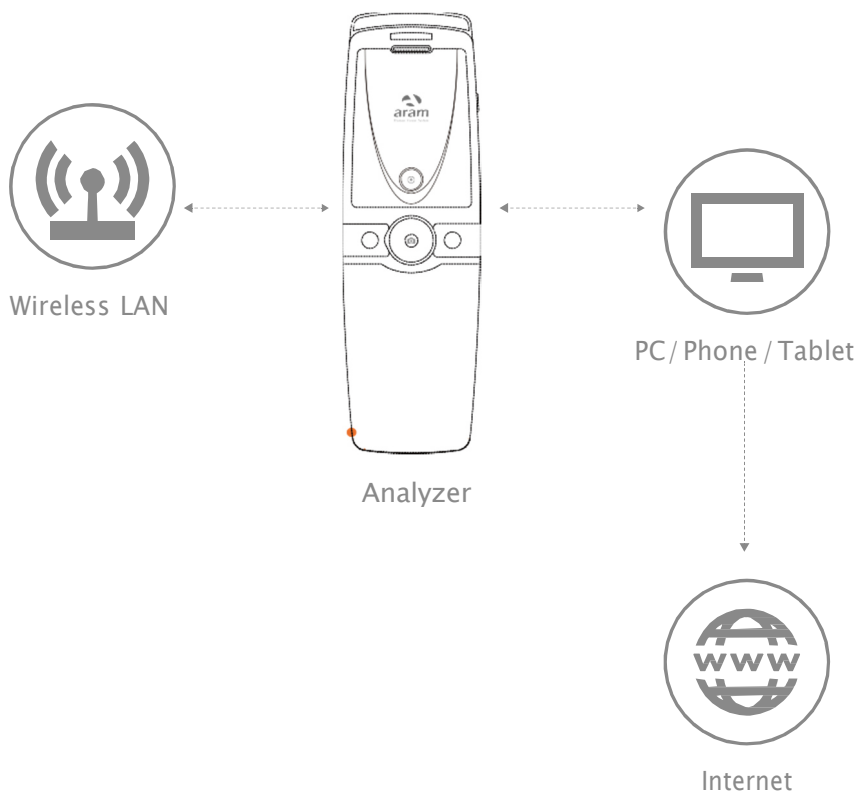 aram
Wireless LAN
PC / Phone / Tablet
Analyzer
WWW
Internet